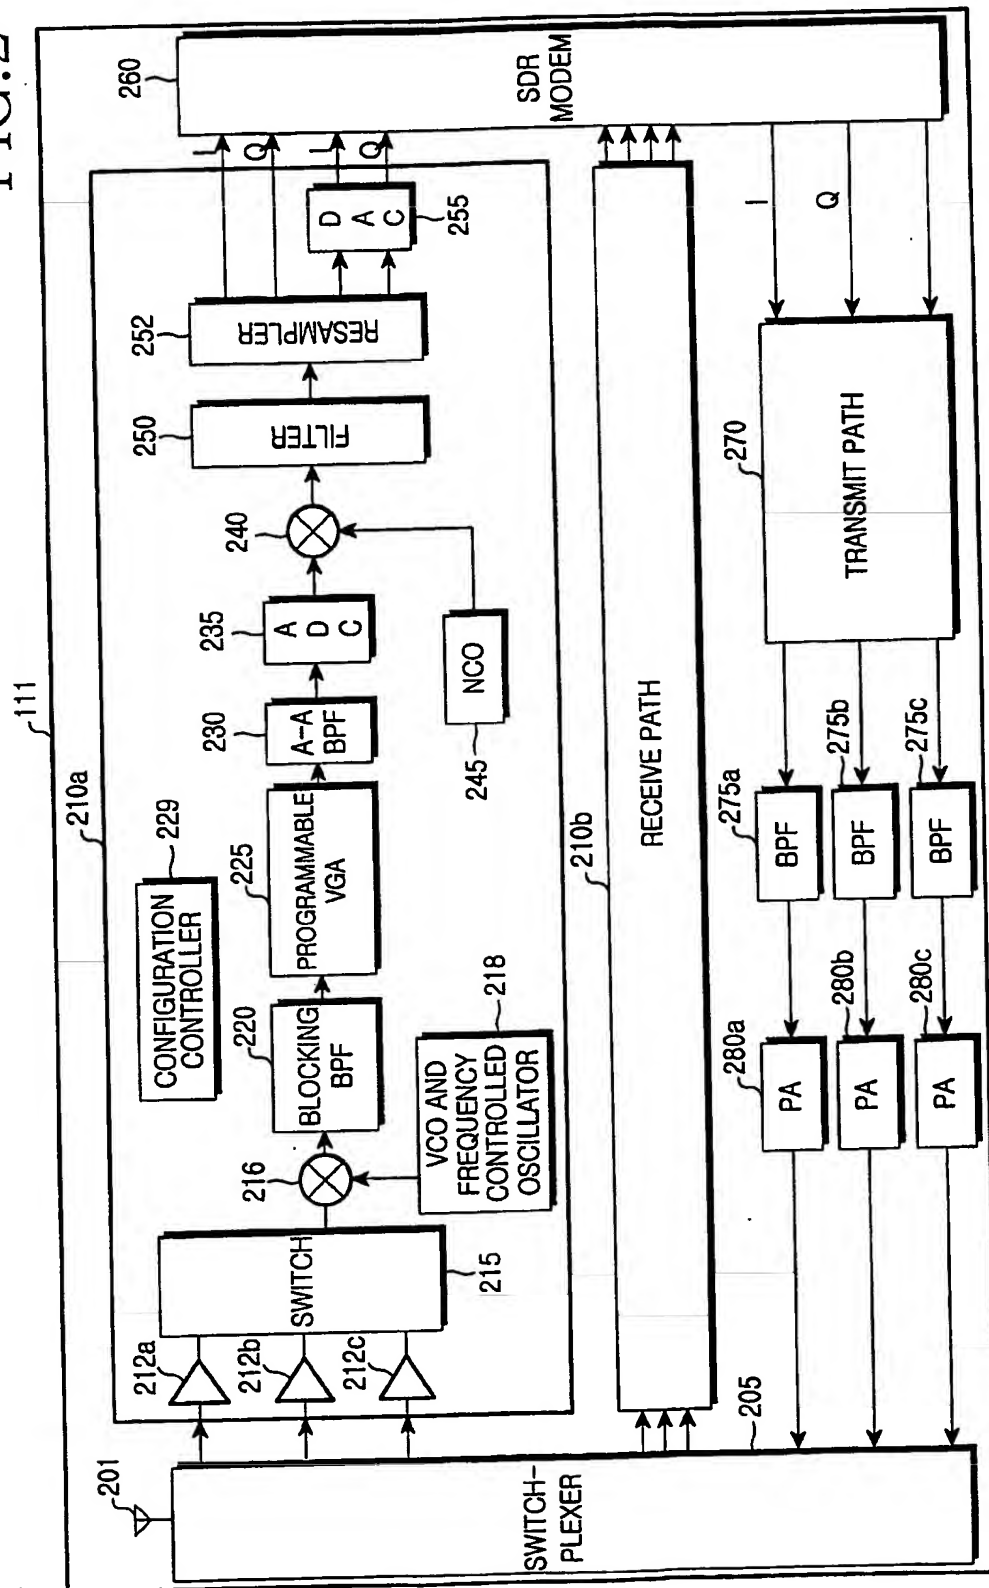 FIG.2
111
210a
201
212a
212b
212c
SWITCH
215
216
VCO AND
FREQUENCY
CONTROLLED
OSCILLATOR
218
CONFIGURATION
CONTROLLER
229
220
BLOCKING
BPF
225
PROGRAMMABLE
VGA
230
A-A
BPF
235
A
D
C
240
NCO
245
250
FILTER
252
RESAMPLER
D
A
C
255
I
Q
I
Q
260
SDR
MODEM
210b
RECEIVE PATH
SWITCH-
PLEXER
205
I
Q
270
TRANSMIT PATH
275a
BPF
275b
BPF
275c
BPF
280a
PA
280b
PA
280c
PA